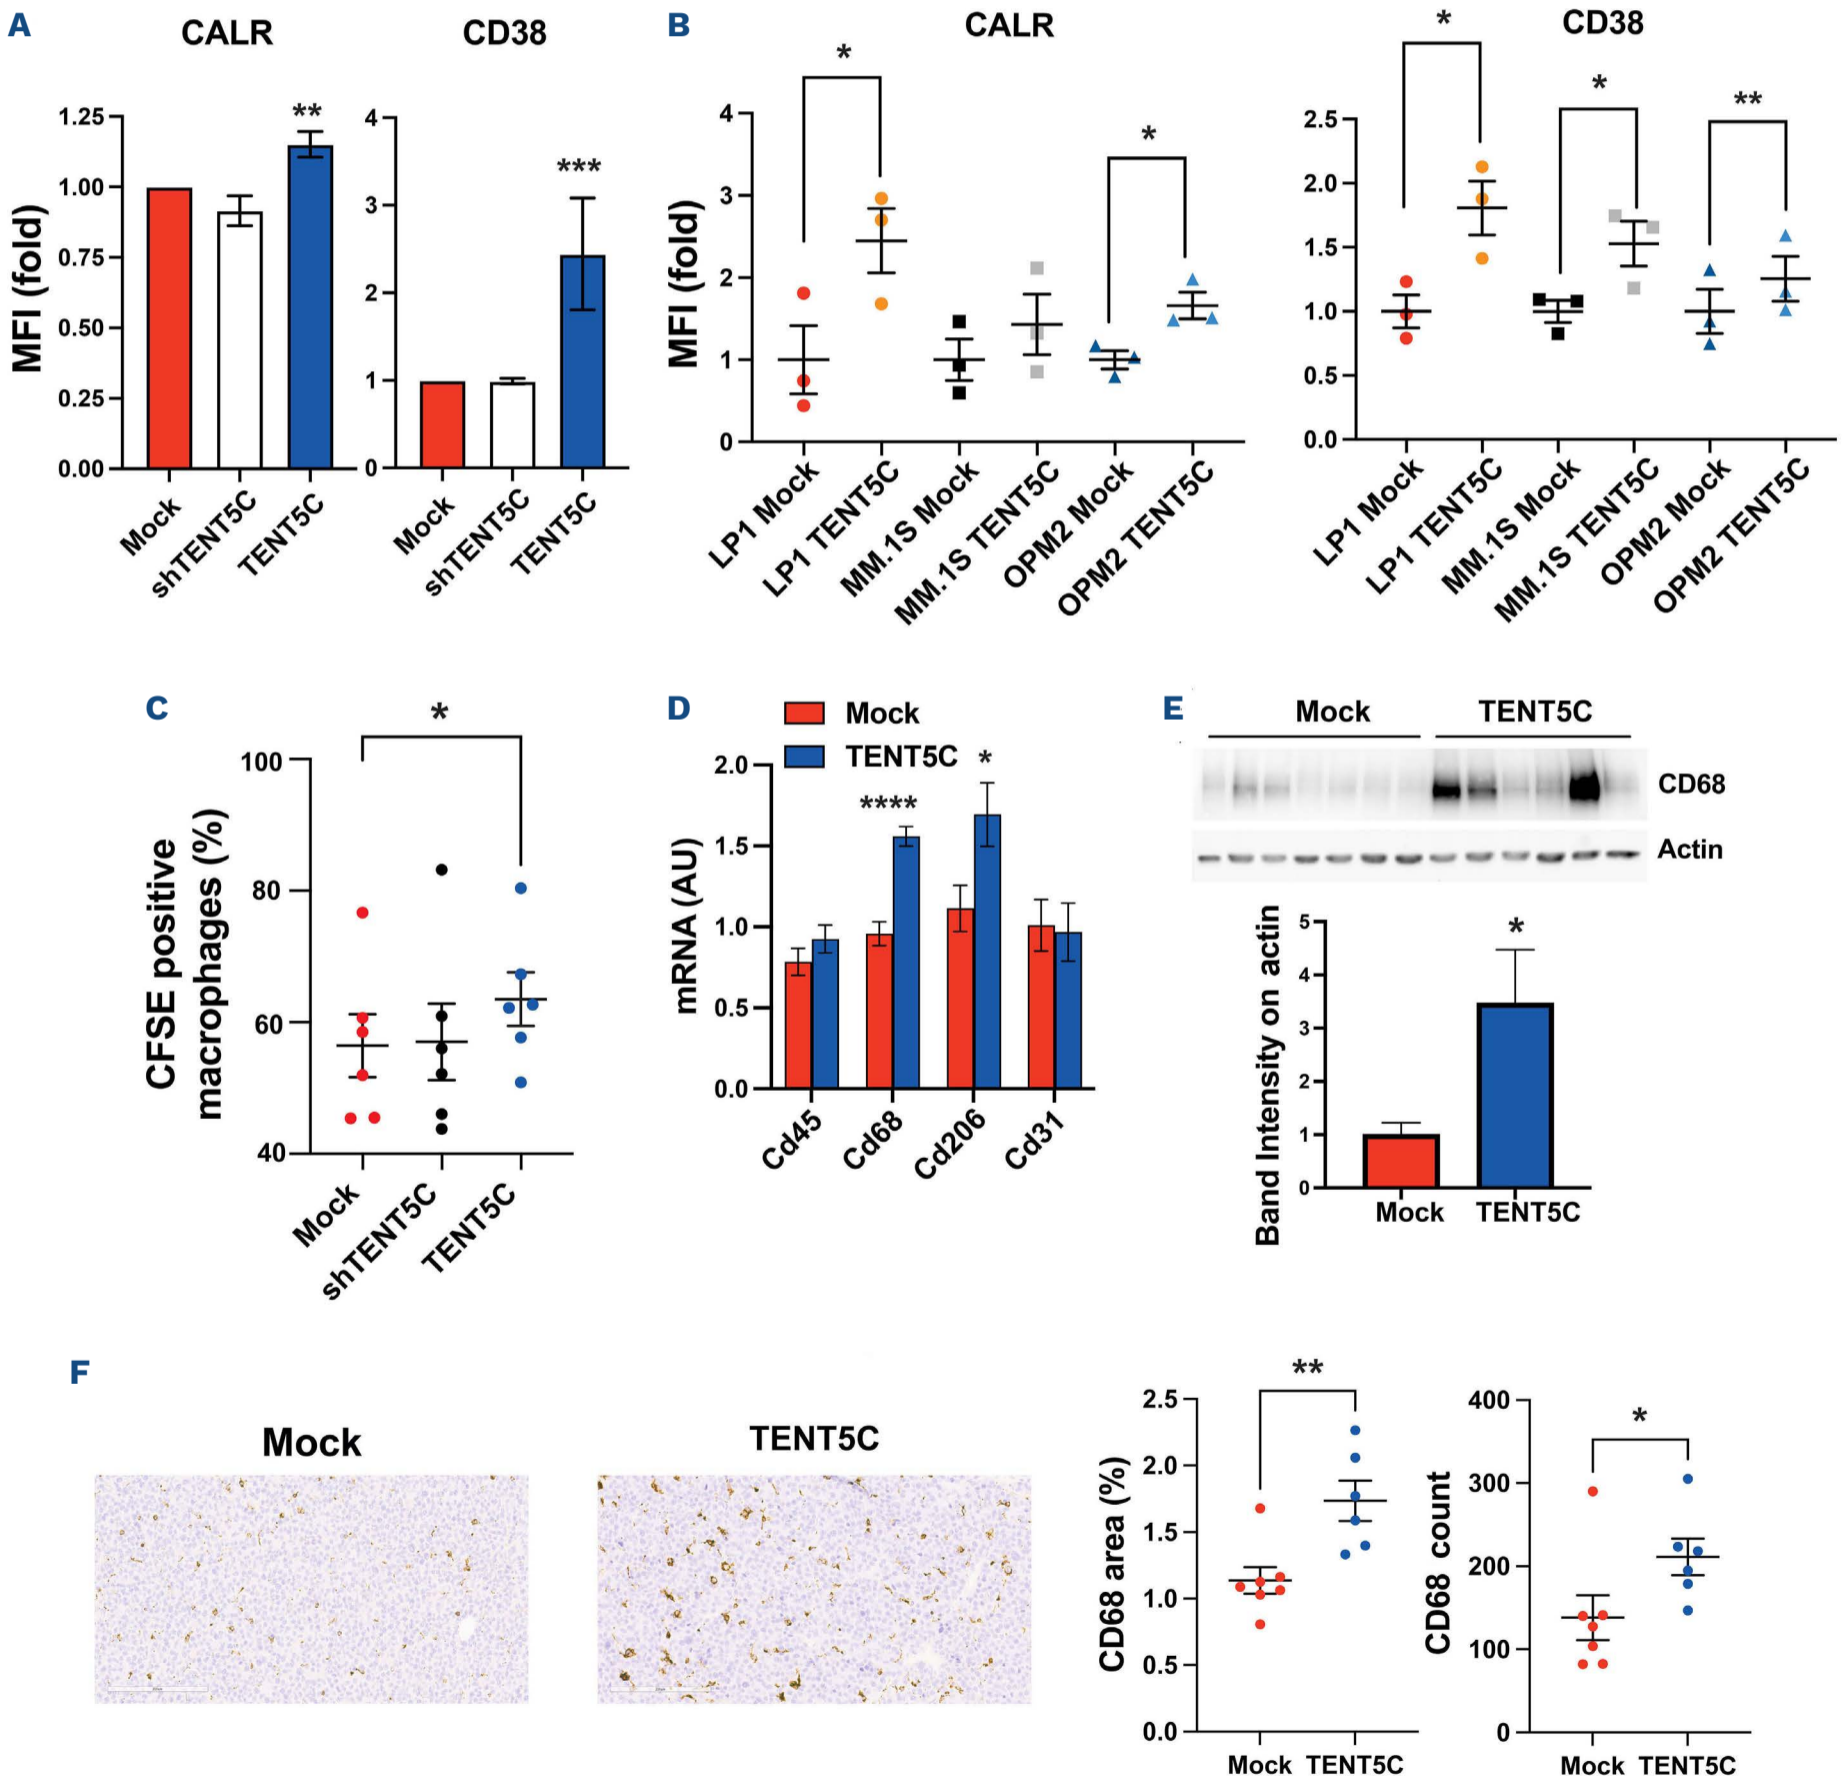 A
CALR
CD38
MFI (fold)
1.25
1.00
0.75
0.50
0.25
0.00
**
Mock
shTENT5C
TENT5C
4
3
2
1
0
***
Mock
shTENT5C
TENT5C
B
CALR
MFI (fold)
4
3
2
1
0
*
*
LP1 Mock
LP1 TENT5C
MM.1S Mock
MM.1S TENT5C
OPM2 Mock
OPM2 TENT5C
CD38
2.5
2.0
1.5
1.0
0.5
0.0
*
*
**
LP1 Mock
LP1 TENT5C
MM.1S Mock
MM.1S TENT5C
OPM2 Mock
OPM2 TENT5C
C
CFSE positive
macrophages (%)
100
80
60
40
*
Mock
shTENT5C
TENT5C
D
Mock
TENT5C
mRNA (AU)
2.0
1.5
1.0
0.5
0.0
****
*
Cd45
Cd68
Cd206
Cd31
E
Mock
TENT5C
CD68
Actin
Band Intensity on actin
5
4
3
2
1
0
*
Mock
TENT5C
F
Mock
TENT5C
CD68 area (%)
2.5
2.0
1.5
1.0
0.5
0.0
**
Mock
TENT5C
CD68 count
400
300
200
100
0
*
Mock
TENT5C